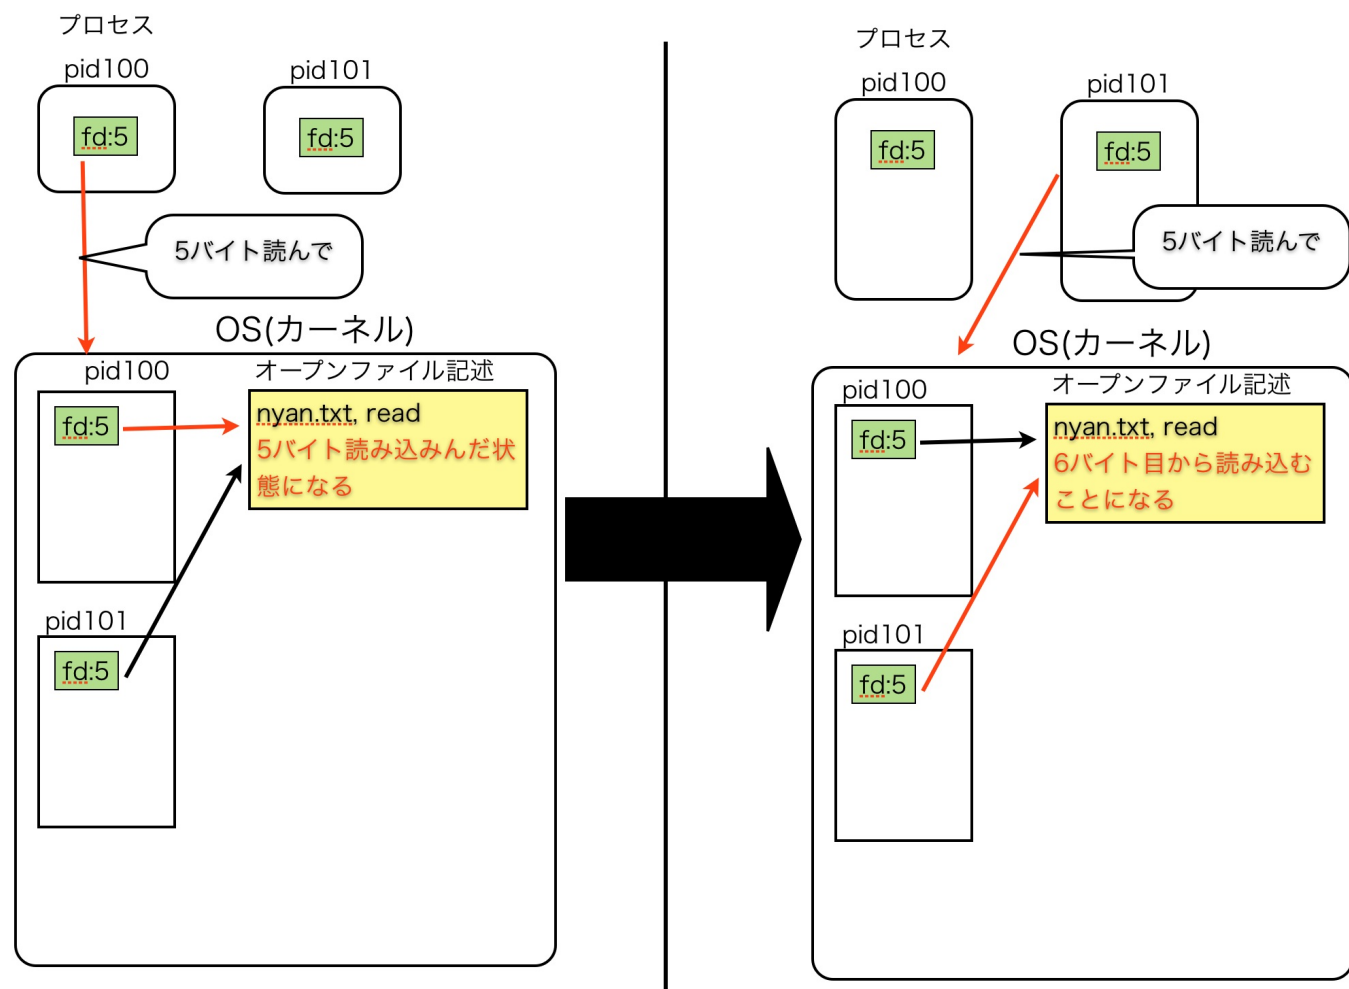 プロセス
pid100
pid101
fd:5
fd:5
5バイト読んで
OS(カーネル)
pid100
オープンファイル記述
fd:5
nyan.txt, read
5バイト読み込みんだ状
態になる
pid101
fd:5
プロセス
pid100
pid101
fd:5
fd:5
5バイト読んで
OS(カーネル)
pid100
オープンファイル記述
fd:5
nyan.txt, read
6バイト目から読み込む
ことになる
pid101
fd:5